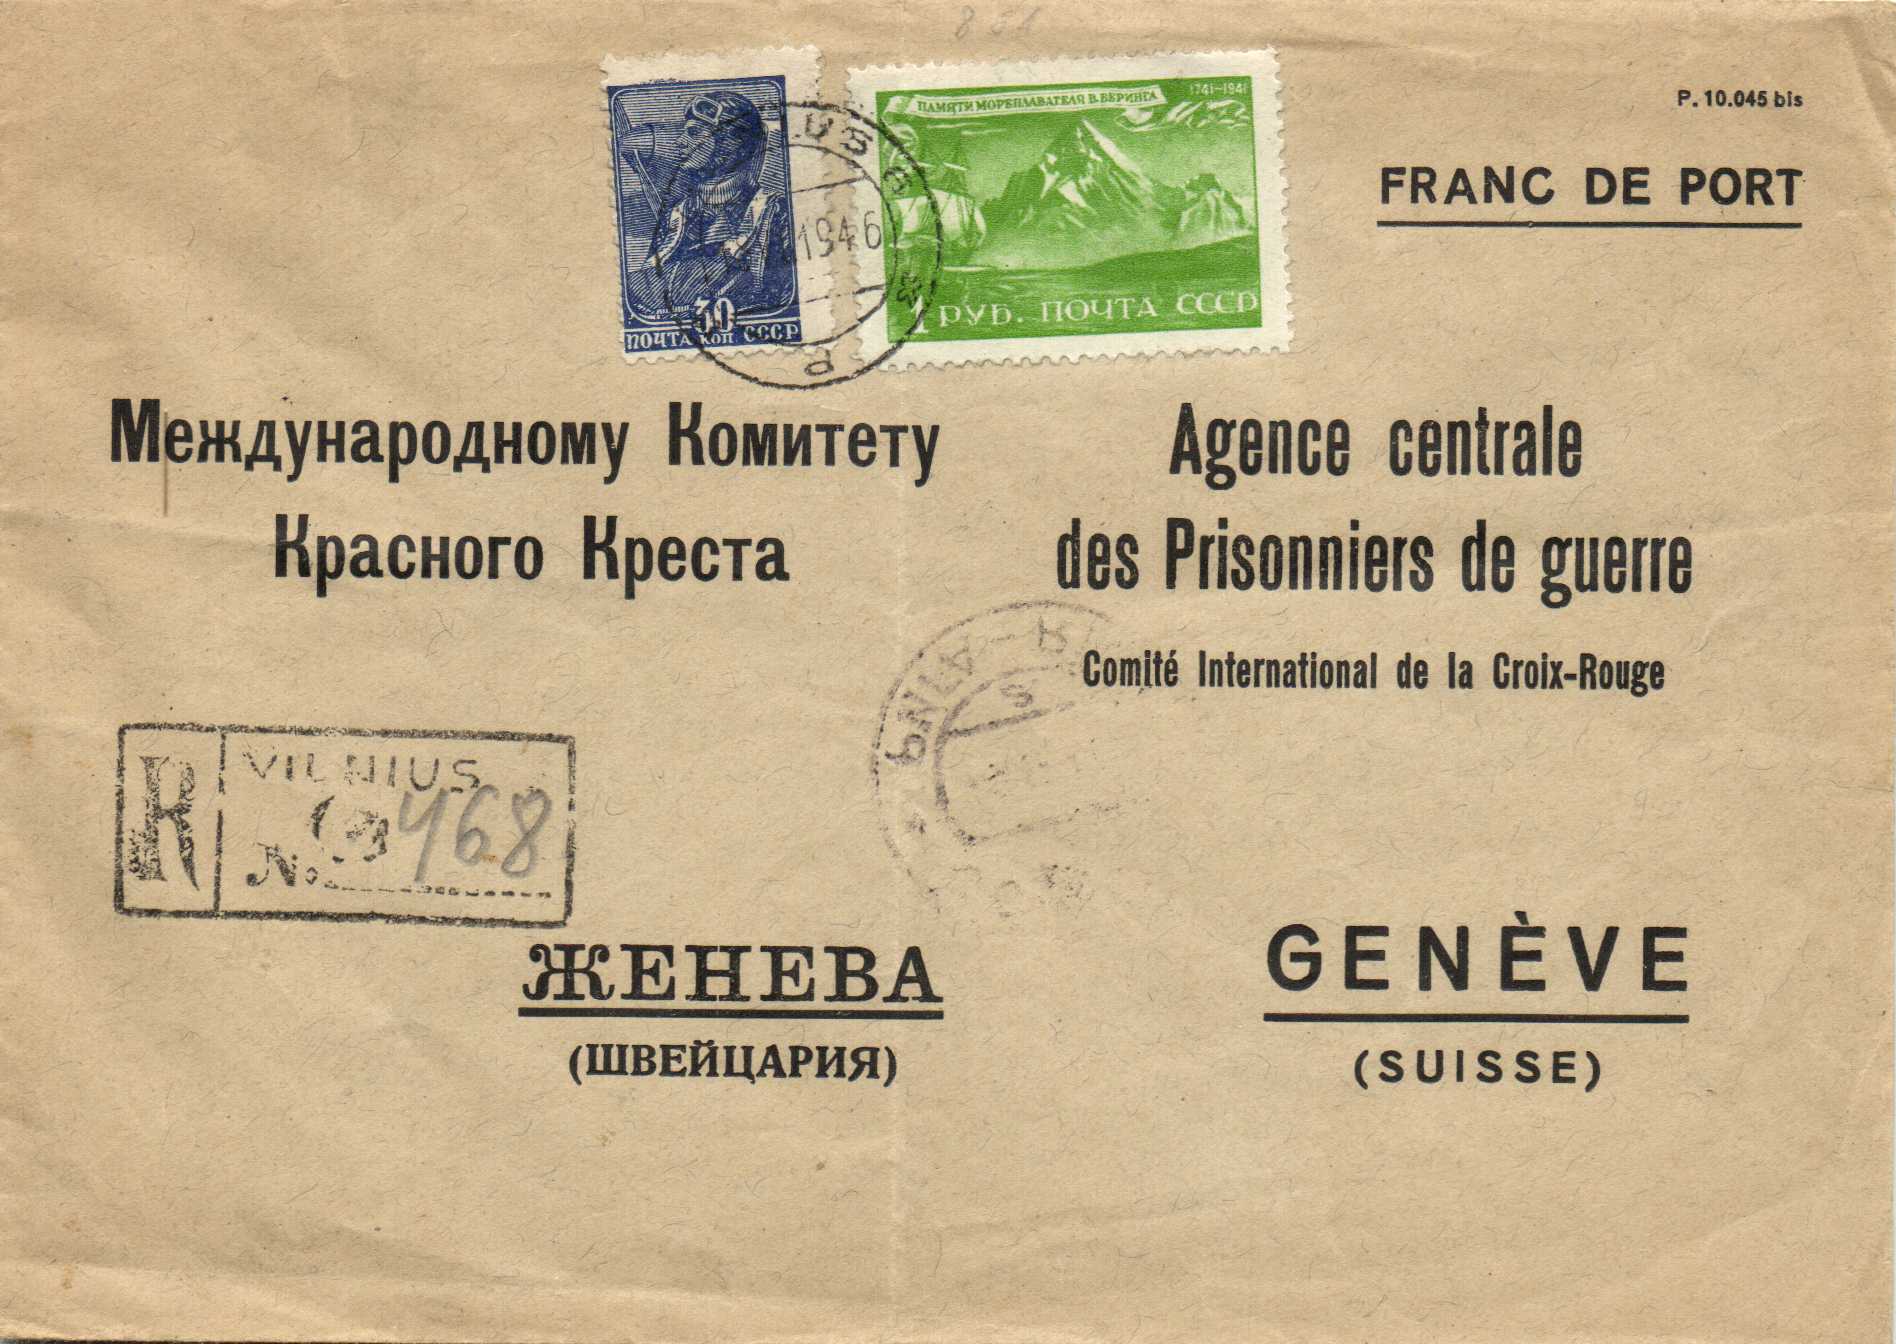 P. 10.045 bis
FRANC DE PORT
ПАМЯТИ МОРЕПЛАВАТЕЛЯ В. БЕРИНГА 1741–1941
1 РУБ. ПОЧТА СССР
30
ПОЧТА КОП СССР
1946
Международному Комитету
Красного Креста
Agence centrale
des Prisonniers de guerre
Comité International de la Croix-Rouge
R VILNIUS
№ 468
ЖЕНЕВА
(ШВЕЙЦАРИЯ)
GENÈVE
(SUISSE)